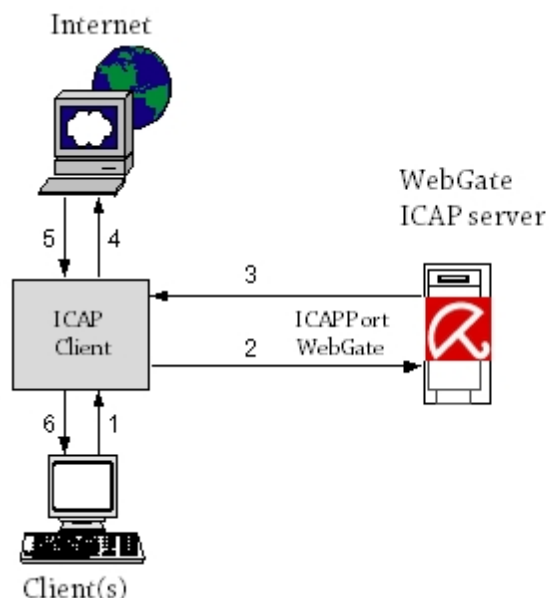 Internet
WebGate
ICAP server
5
4
3
ICAP
Client
ICAPPort
WebGate
2
6
1
Client(s)